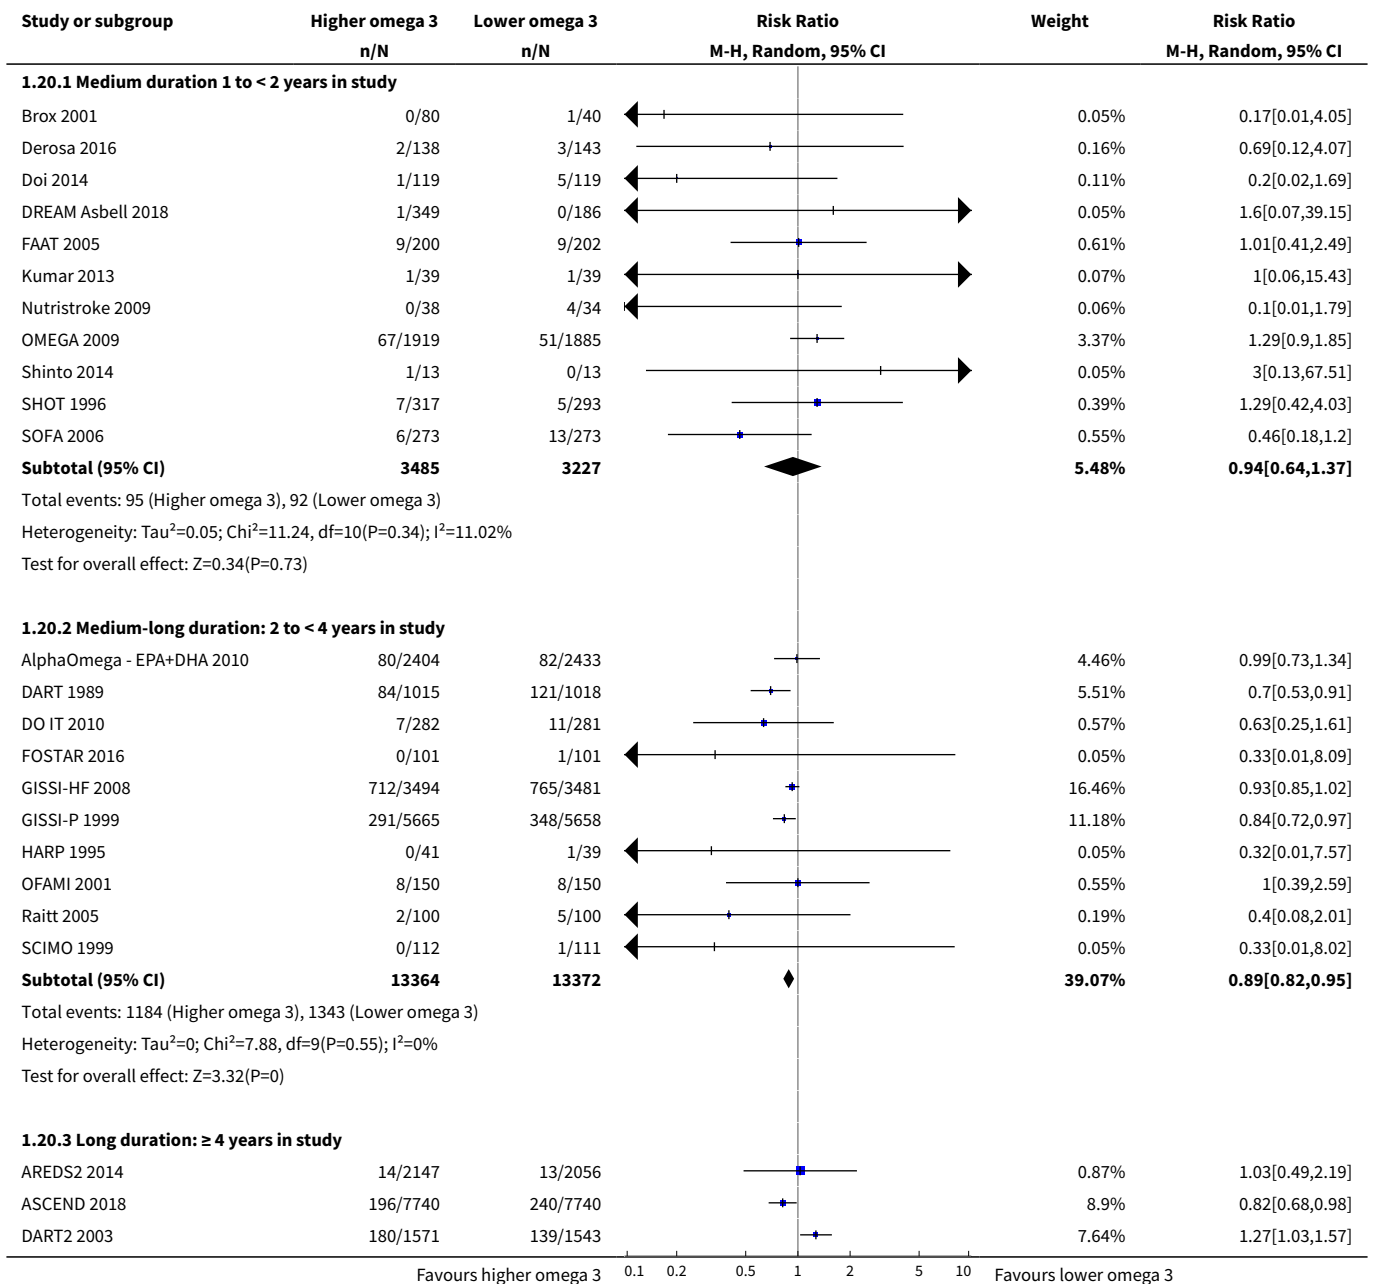 Study or subgroup Higher omega 3 Lower omega 3 Risk Ratio Weight Risk Ratio
n/N n/N M-H, Random, 95% CI M-H, Random, 95% CI
1.20.1 Medium duration 1 to < 2 years in study
Brox 2001 0/80 1/40 0.05% 0.17[0.01,4.05]
Derosa 2016 2/138 3/143 0.16% 0.69[0.12,4.07]
Doi 2014 1/119 5/119 0.11% 0.2[0.02,1.69]
DREAM Asbell 2018 1/349 0/186 0.05% 1.6[0.07,39.15]
FAAT 2005 9/200 9/202 0.61% 1.01[0.41,2.49]
Kumar 2013 1/39 1/39 0.07% 1[0.06,15.43]
Nutristroke 2009 0/38 4/34 0.06% 0.1[0.01,1.79]
OMEGA 2009 67/1919 51/1885 3.37% 1.29[0.9,1.85]
Shinto 2014 1/13 0/13 0.05% 3[0.13,67.51]
SHOT 1996 7/317 5/293 0.39% 1.29[0.42,4.03]
SOFA 2006 6/273 13/273 0.55% 0.46[0.18,1.2]
Subtotal (95% CI) 3485 3227 5.48% 0.94[0.64,1.37]
Total events: 95 (Higher omega 3), 92 (Lower omega 3)
Heterogeneity: Tau²=0.05; Chi²=11.24, df=10(P=0.34); I²=11.02%
Test for overall effect: Z=0.34(P=0.73)
1.20.2 Medium-long duration: 2 to < 4 years in study
AlphaOmega - EPA+DHA 2010 80/2404 82/2433 4.46% 0.99[0.73,1.34]
DART 1989 84/1015 121/1018 5.51% 0.7[0.53,0.91]
DO IT 2010 7/282 11/281 0.57% 0.63[0.25,1.61]
FOSTAR 2016 0/101 1/101 0.05% 0.33[0.01,8.09]
GISSI-HF 2008 712/3494 765/3481 16.46% 0.93[0.85,1.02]
GISSI-P 1999 291/5665 348/5658 11.18% 0.84[0.72,0.97]
HARP 1995 0/41 1/39 0.05% 0.32[0.01,7.57]
OFAMI 2001 8/150 8/150 0.55% 1[0.39,2.59]
Raitt 2005 2/100 5/100 0.19% 0.4[0.08,2.01]
SCIMO 1999 0/112 1/111 0.05% 0.33[0.01,8.02]
Subtotal (95% CI) 13364 13372 39.07% 0.89[0.82,0.95]
Total events: 1184 (Higher omega 3), 1343 (Lower omega 3)
Heterogeneity: Tau²=0; Chi²=7.88, df=9(P=0.55); I²=0%
Test for overall effect: Z=3.32(P=0)
1.20.3 Long duration: ≥ 4 years in study
AREDS2 2014 14/2147 13/2056 0.87% 1.03[0.49,2.19]
ASCEND 2018 196/7740 240/7740 8.9% 0.82[0.68,0.98]
DART2 2003 180/1571 139/1543 7.64% 1.27[1.03,1.57]
Favours higher omega 3 0.1 0.2 0.5 1 2 5 10 Favours lower omega 3